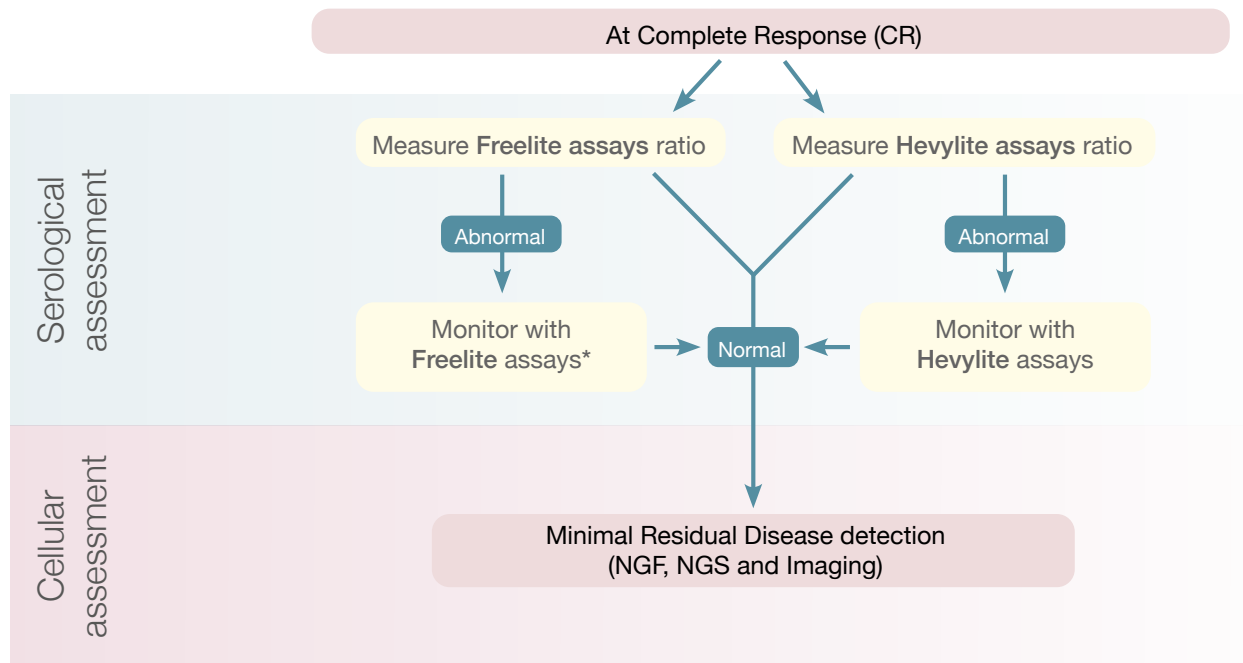 At Complete Response (CR)
Serological
assessment
Measure Freelite assays ratio
Measure Hevylite assays ratio
Abnormal
Abnormal
Monitor with
Freelite assays*
Normal
Monitor with
Hevylite assays
Cellular
assessment
Minimal Residual Disease detection
(NGF, NGS and Imaging)